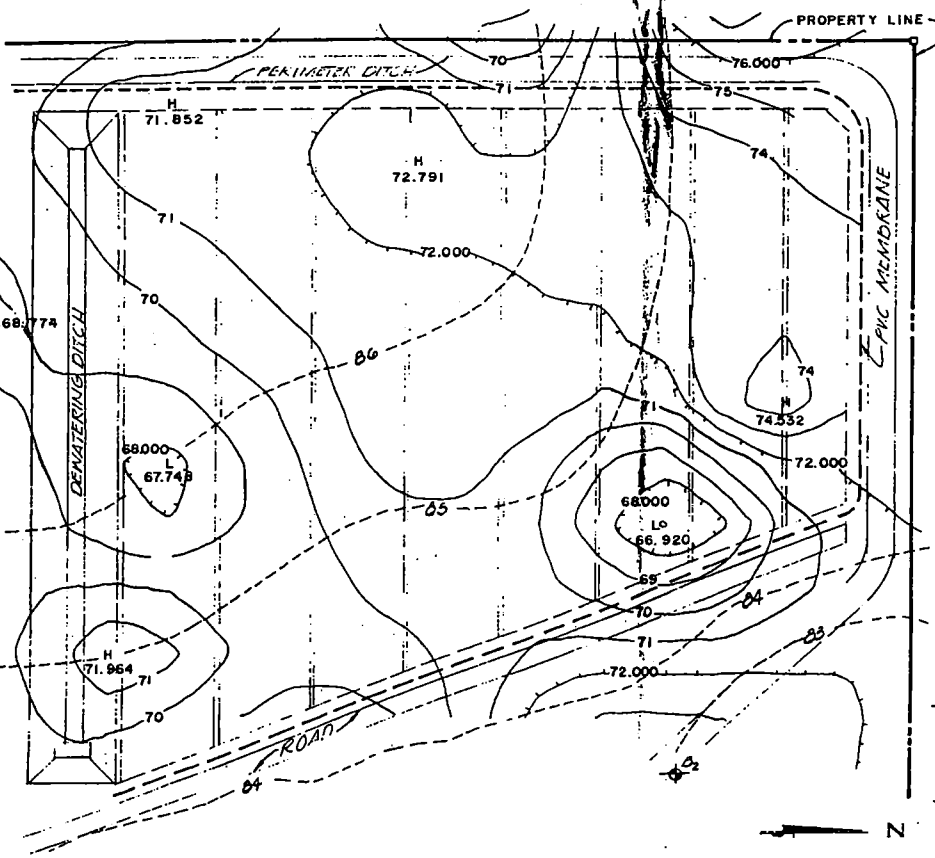 PROPERTY LINE
70
76.000
PERIMETER DITCH
71
75
H
71.852
74
H
72.791
PVC MEMBRANE
71
72.000
70
68.774
DEWATERING DITCH
86
74
H
74.532
71
72.000
68.000
L
67.743
85
68.000
Lo
66.920
69
84
70
83
71
H
71.964
71
72.000
70
ROAD
84
B2
N